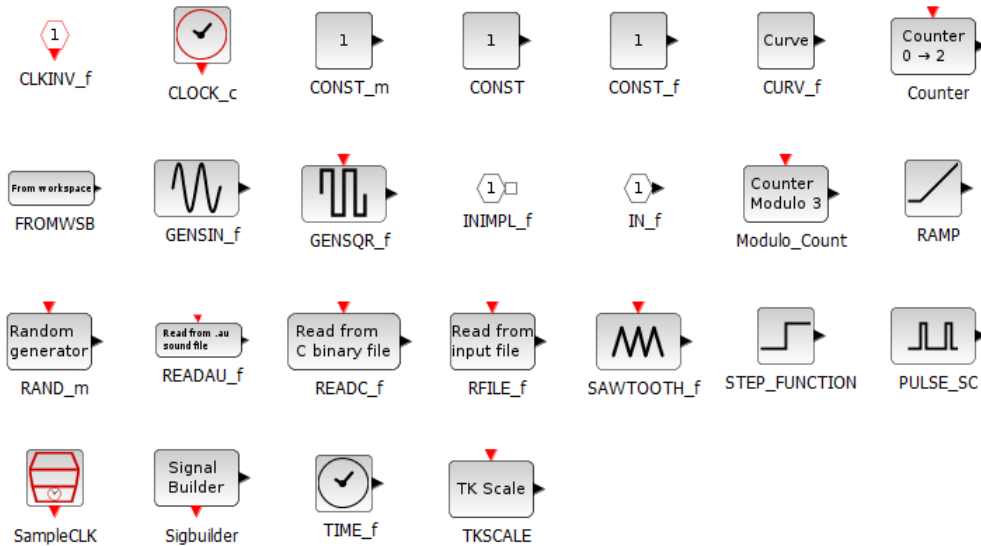 1
CLKINV_f
CLOCK_c
1
CONST_m
1
CONST
1
CONST_f
Curve
CURV_f
Counter
0 → 2
Counter
From workspace
FROMWSB
GENSIN_f
GENSQR_f
1
INIMPL_f
1
IN_f
Counter
Modulo 3
Modulo_Count
RAMP
Random
generator
RAND_m
Read from .au
sound file
READAU_f
Read from
C binary file
READC_f
Read from
input file
RFILE_f
SAWTOOTH_f
STEP_FUNCTION
PULSE_SC
SampleCLK
Signal
Builder
Sigbuilder
TIME_f
TK Scale
TKSCALE